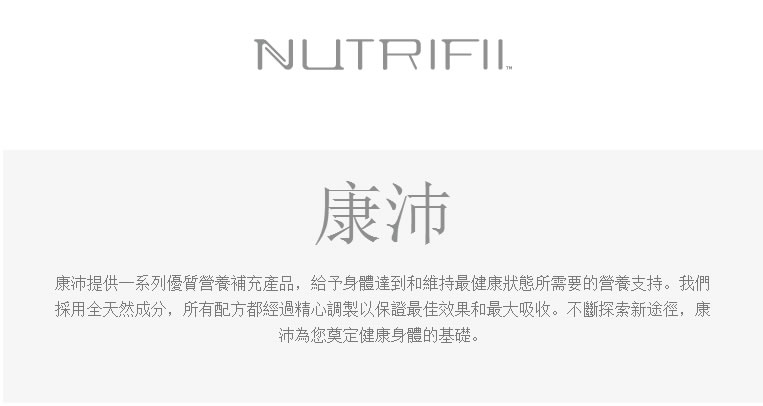 NUTRIFII™
康沛
康沛提供一系列優質營養補充產品，給予身體達到和維持最健康狀態所需要的營養支持。我們
採用全天然成分，所有配方都經過精心調製以保證最佳效果和最大吸收。不斷探索新途徑，康
沛為您奠定健康身體的基礎。